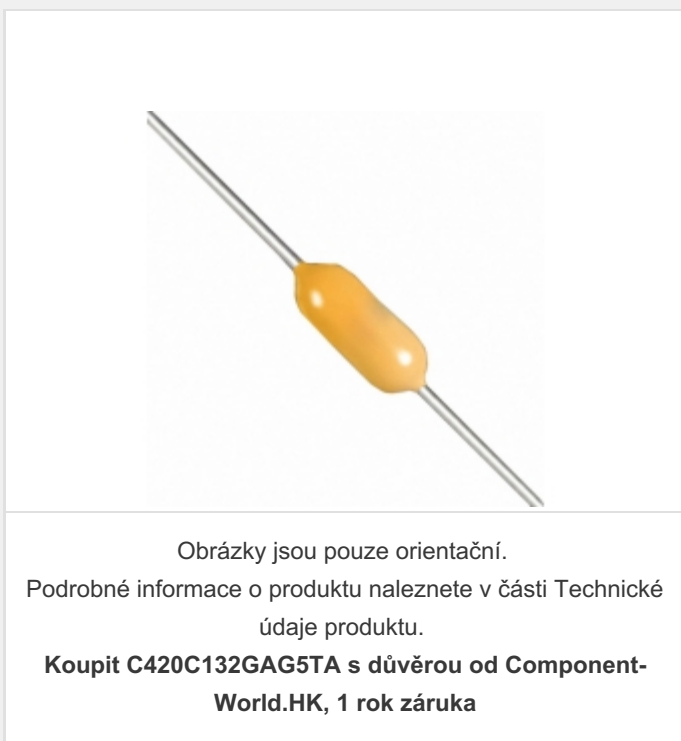 Obrázky jsou pouze orientační.
Podrobné informace o produktu naleznete v části Technické
údaje produktu.
Koupit C420C132GAG5TA s důvěrou od Component-
World.HK, 1 rok záruka